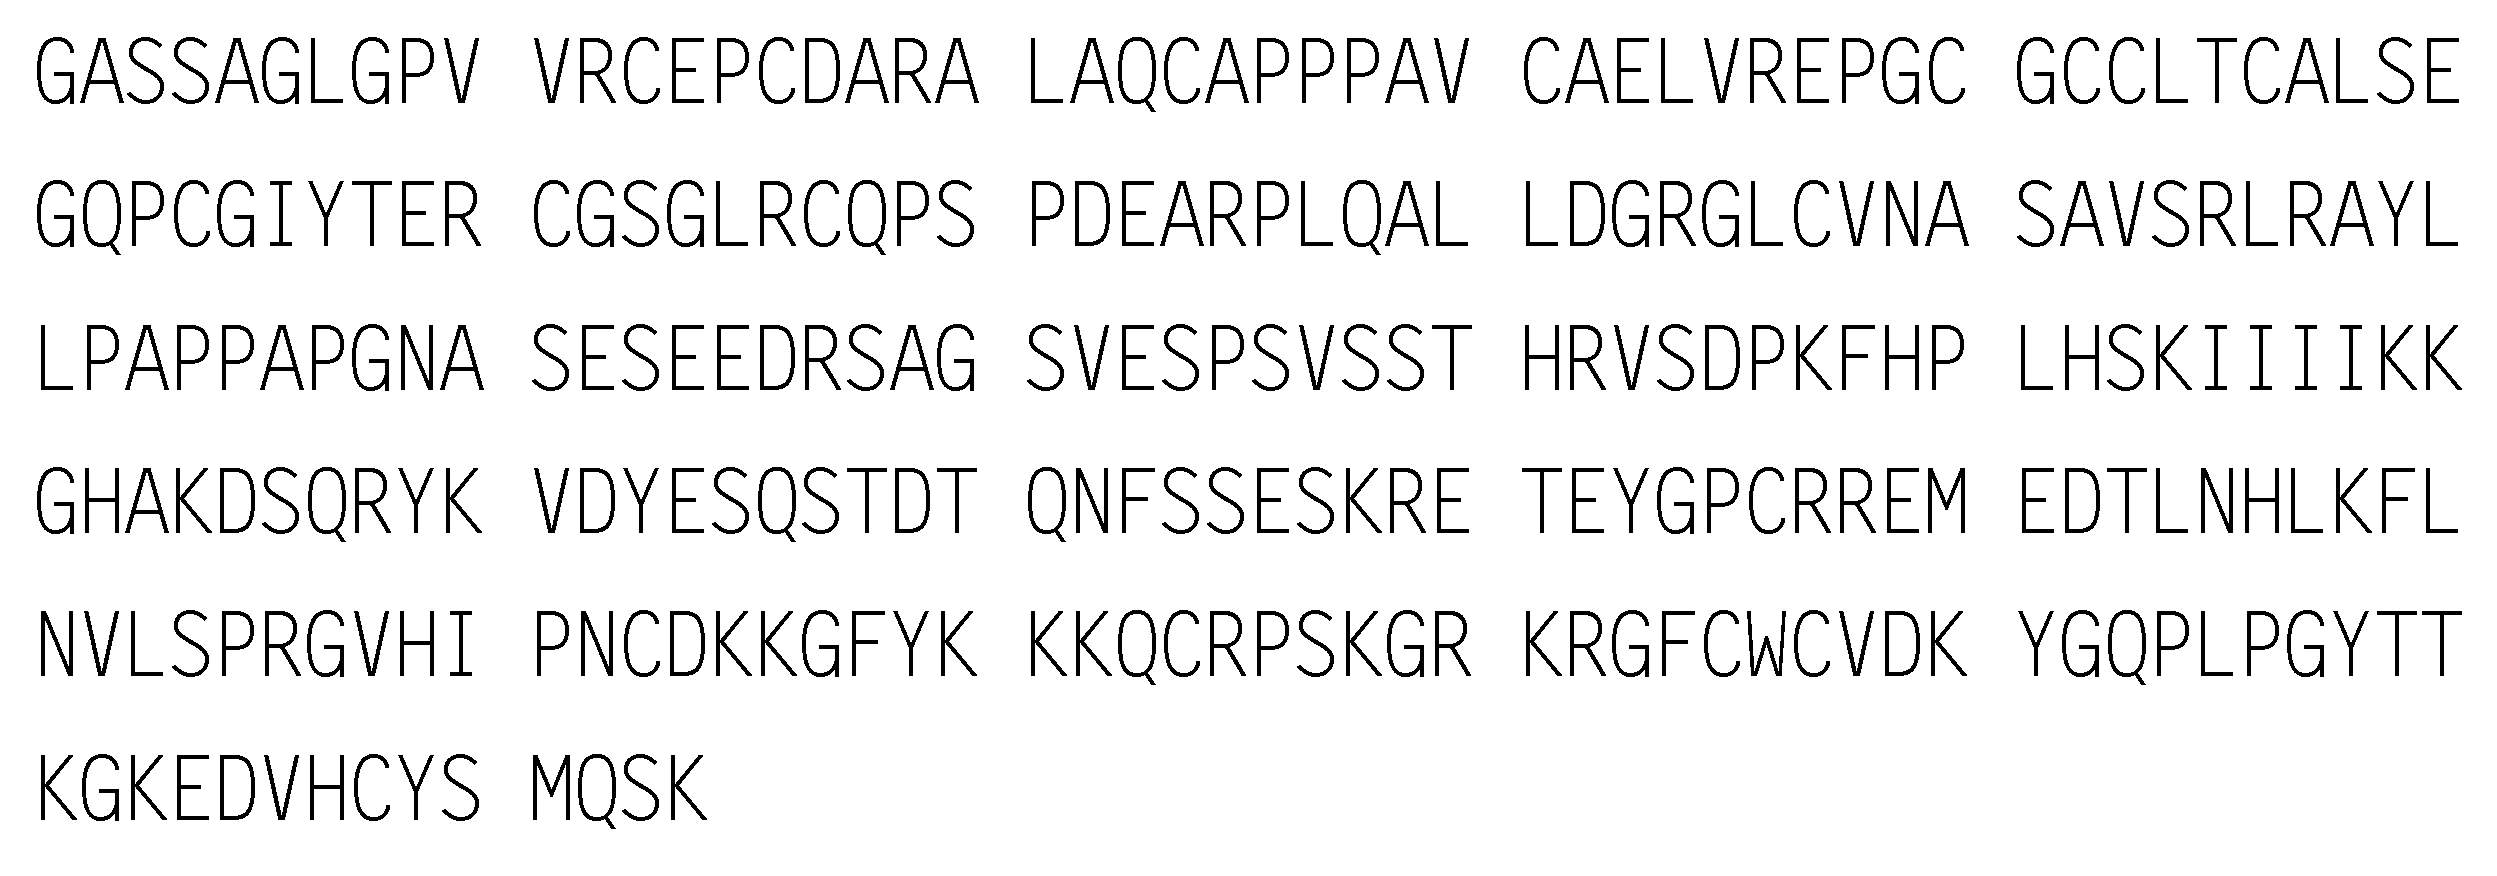 GASSAGLGPV VRCEPCDARA LAQCAPPPAV CAELVREPGC GCCLTCALSE
GQPCGIYTER CGSGLRCQPS PDEARPLQAL LDGRGLCVNA SAVSRLRAYL
LPAPPAPGNA SESEEDRSAG SVESPSVSST HRVSDPKFHP LHSKIIIIKK
GHAKDSQRYK VDYESQSTDT QNFSSESKRE TEYGPCRREM EDTLNHLKFL
NVLSPRGVHI PNCDKKGFYK KKQCRPSKGR KRGFCWCVDK YGQPLPGYTT
KGKEDVHCYS MQSK